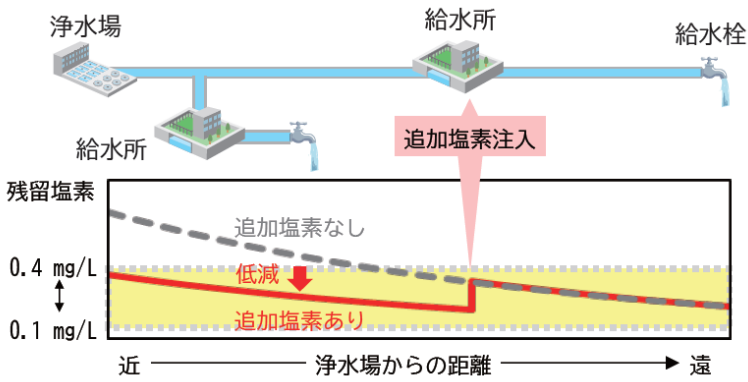 浄水場
給水所
給水栓
給水所
追加塩素注入
残留塩素
追加塩素なし
0.4 mg/L
低減
追加塩素あり
0.1 mg/L
近
浄水場からの距離
遠